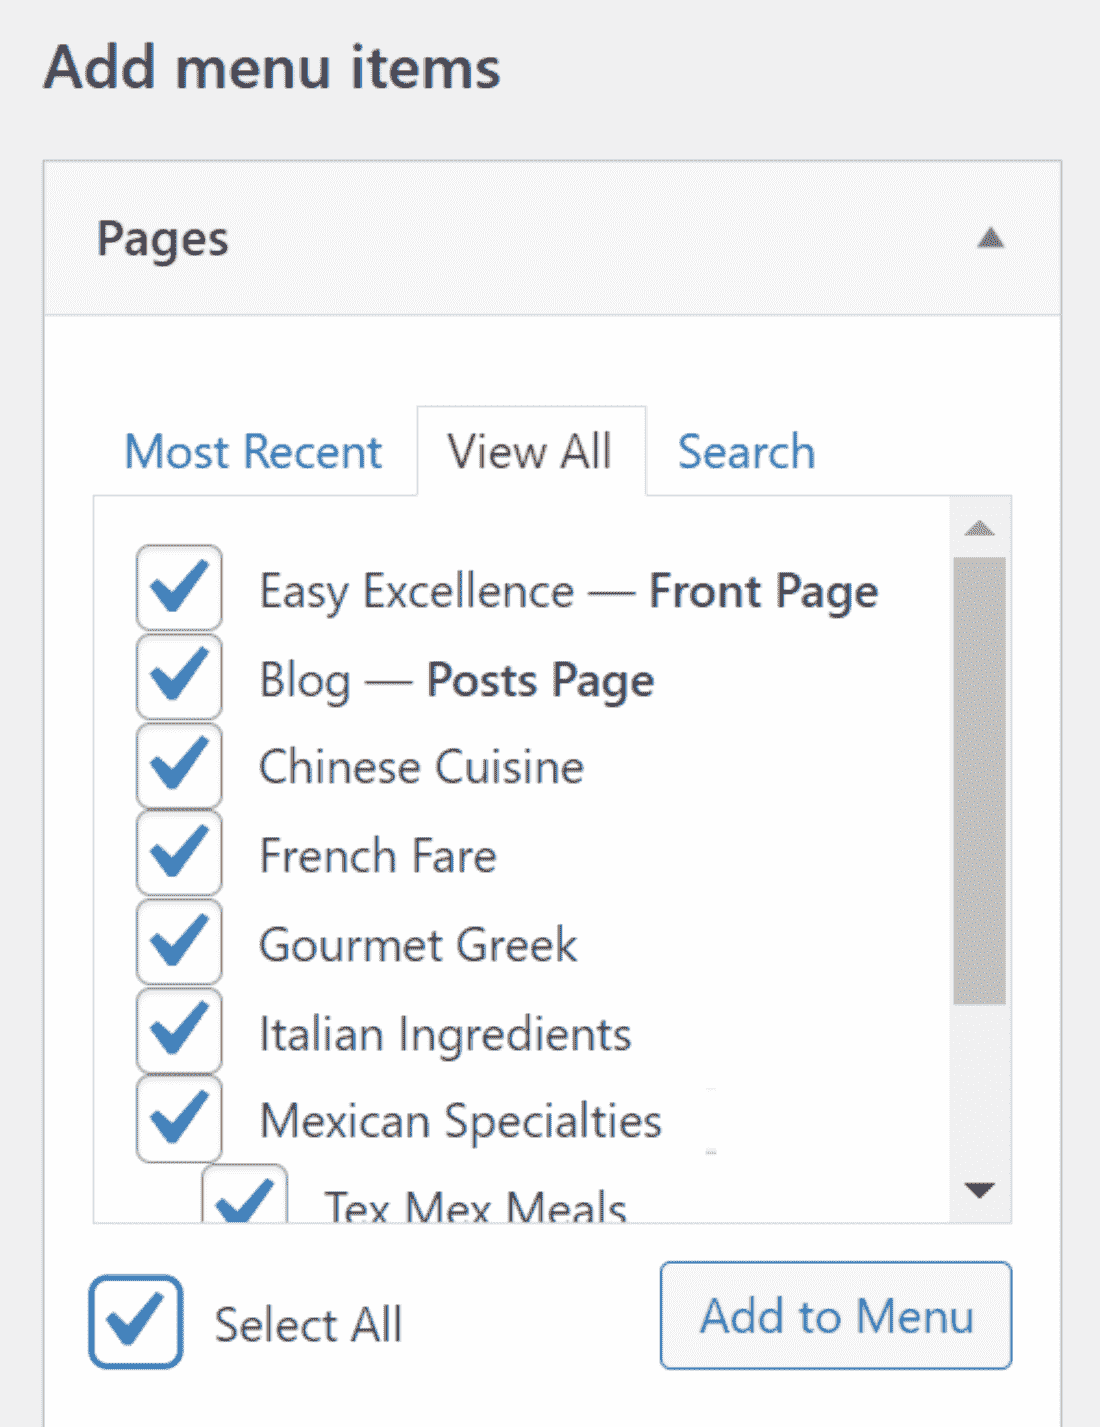 Add menu items
Pages
Most Recent View All Search
Easy Excellence — Front Page
Blog — Posts Page
Chinese Cuisine
French Fare
Gourmet Greek
Italian Ingredients
Mexican Specialties
Tex Mex Meals
Select All Add to Menu